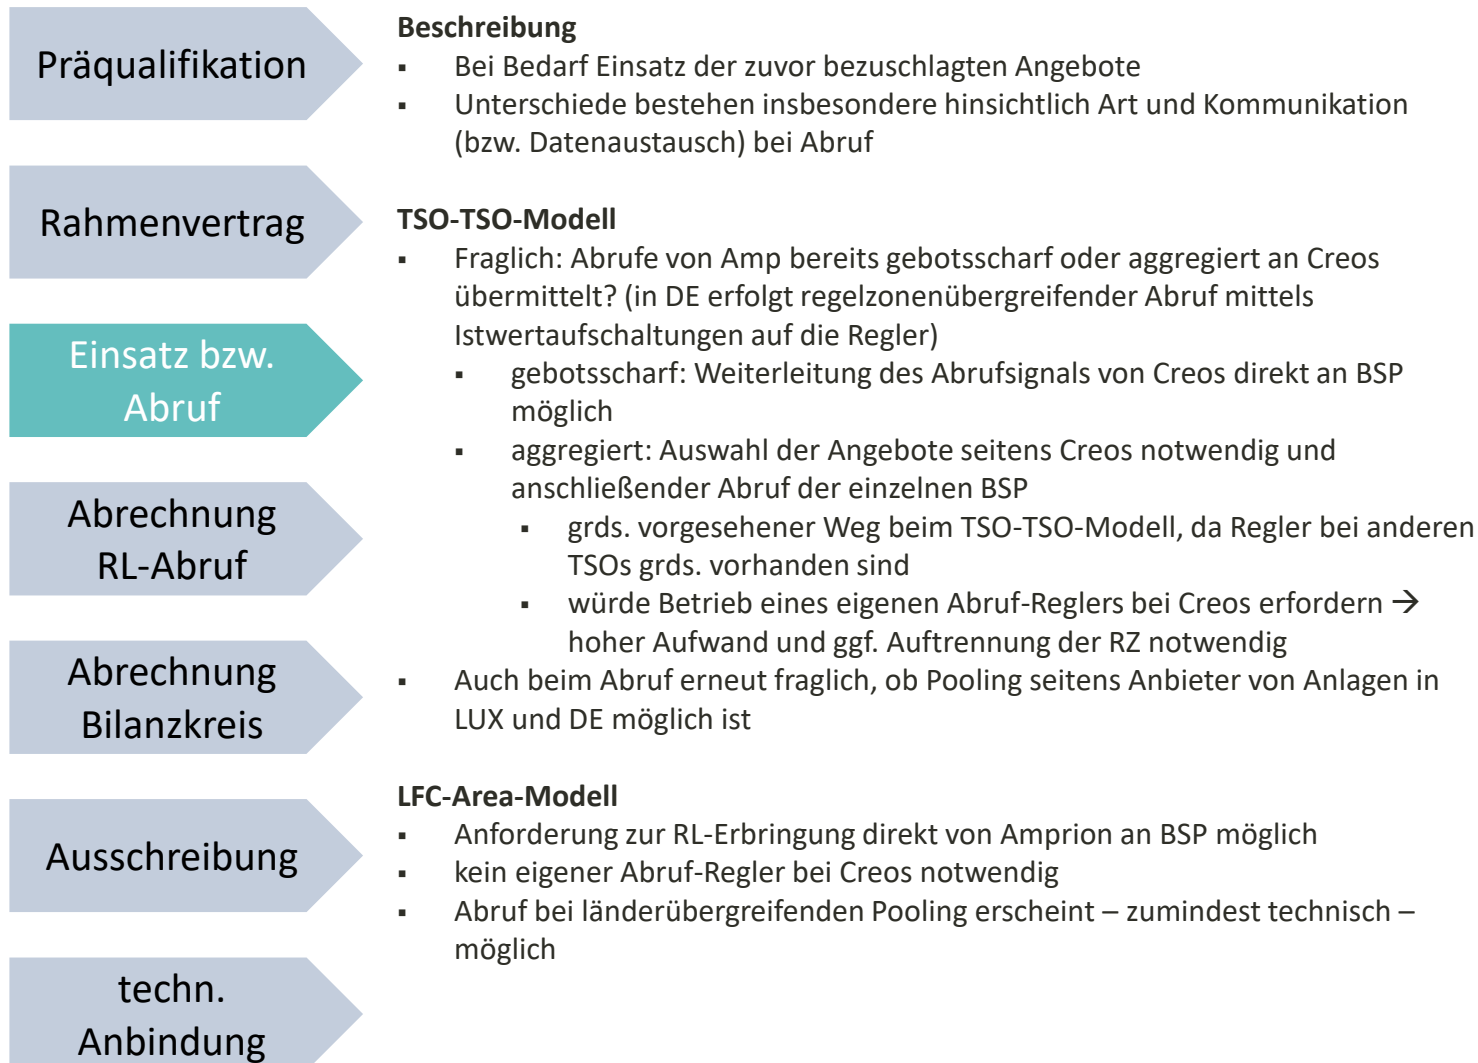 Präqualifikation
Rahmenvertrag
Einsatz bzw.
Abruf
Abrechnung
RL-Abruf
Abrechnung
Bilanzkreis
Ausschreibung
techn.
Anbindung
Beschreibung
▪ Bei Bedarf Einsatz der zuvor bezuschlagten Angebote
▪ Unterschiede bestehen insbesondere hinsichtlich Art und Kommunikation
(bzw. Datenaustausch) bei Abruf
TSO-TSO-Modell
▪ Fraglich: Abrufe von Amp bereits gebotsscharf oder aggregiert an Creos
übermittelt? (in DE erfolgt regelzonenübergreifender Abruf mittels
Istwertaufschaltungen auf die Regler)
▪ gebotsscharf: Weiterleitung des Abrufsignals von Creos direkt an BSP
möglich
▪ aggregiert: Auswahl der Angebote seitens Creos notwendig und
anschließender Abruf der einzelnen BSP
▪ grds. vorgesehener Weg beim TSO-TSO-Modell, da Regler bei anderen
TSOs grds. vorhanden sind
▪ würde Betrieb eines eigenen Abruf-Reglers bei Creos erfordern →
hoher Aufwand und ggf. Auftrennung der RZ notwendig
▪ Auch beim Abruf erneut fraglich, ob Pooling seitens Anbieter von Anlagen in
LUX und DE möglich ist
LFC-Area-Modell
▪ Anforderung zur RL-Erbringung direkt von Amprion an BSP möglich
▪ kein eigener Abruf-Regler bei Creos notwendig
▪ Abruf bei länderübergreifenden Pooling erscheint – zumindest technisch –
möglich